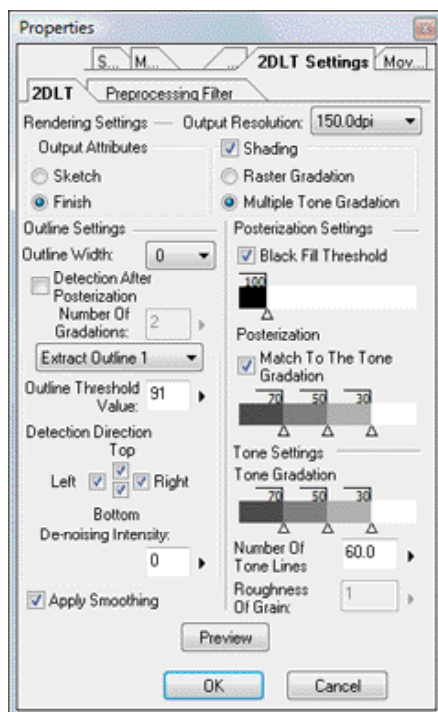 Properties
S... M... ... 2DLT Settings Mov...
2DLT Preprocessing Filter
Rendering Settings Output Resolution: 150.0dpi
Output Attributes
Sketch
Finish
Shading
Raster Gradation
Multiple Tone Gradation
Outline Settings
Outline Width: 0
Detection After
Posterization
Number Of
Gradations: 2
Extract Outline 1
Outline Threshold
Value: 91
Detection Direction
Top
Left Right
Bottom
De-noising Intensity:
0
Apply Smoothing
Posterization Settings
Black Fill Threshold
100
Posterization
Match To The Tone
Gradation
70 50 30
Tone Settings
Tone Gradation
70 50 30
Number Of
Tone Lines 60.0
Roughness
Of Grain: 1
Preview
OK Cancel